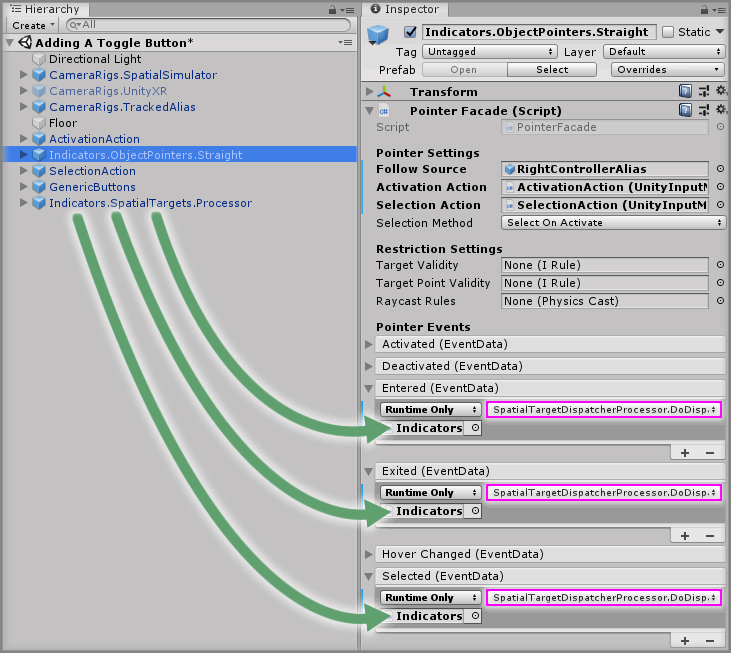 Hierarchy
Create
All
Adding A Toggle Button*
Directional Light
CameraRigs.SpatialSimulator
CameraRigs.UnityXR
CameraRigs.TrackedAlias
Floor
ActivationAction
Indicators.ObjectPointers.Straight
SelectionAction
GenericButtons
Indicators.SpatialTargets.Processor
Inspector
Indicators.ObjectPointers.Straight
Static
Tag Untagged Layer Default
Prefab Open Select Overrides
Transform
Pointer Facade (Script)
Script PointerFacade
Pointer Settings
Follow Source RightControllerAlias
Activation Action ActivationAction (UnityInputM
Selection Action SelectionAction (UnityInputM
Selection Method Select On Activate
Restriction Settings
Target Validity None (I Rule)
Target Point Validity None (I Rule)
Raycast Rules None (Physics Cast)
Pointer Events
Activated (EventData)
Deactivated (EventData)
Entered (EventData)
Runtime Only SpatialTargetDispatcherProcessor.DoDisp
Indicators
Exited (EventData)
Runtime Only SpatialTargetDispatcherProcessor.DoDisp
Indicators
Hover Changed (EventData)
Selected (EventData)
Runtime Only SpatialTargetDispatcherProcessor.DoDisp
Indicators